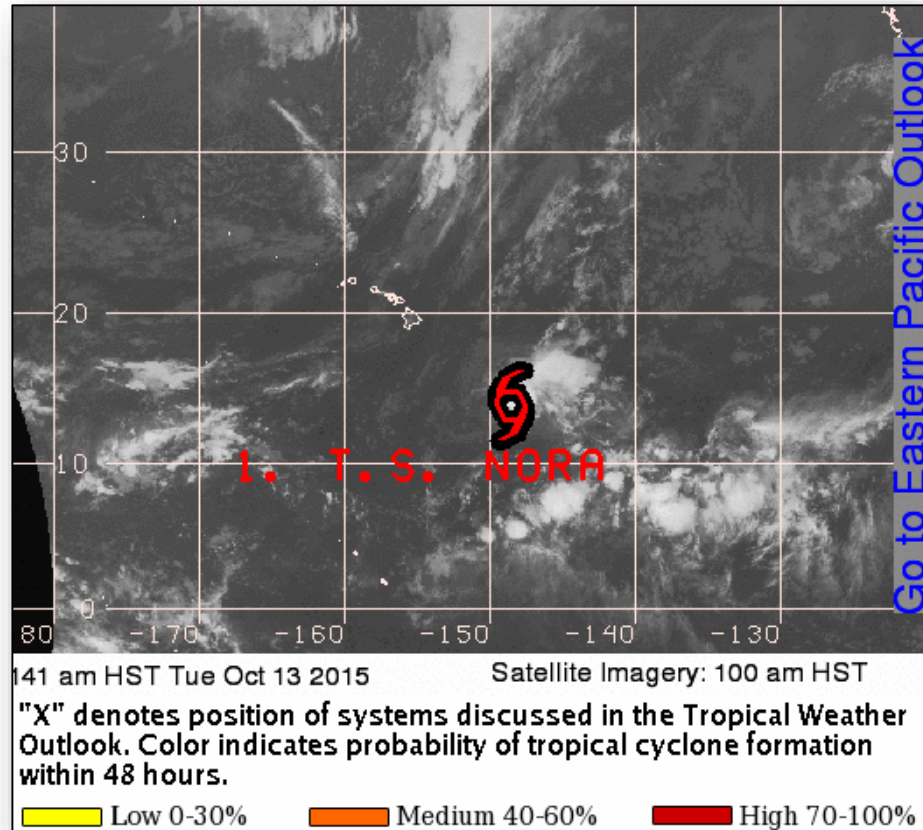 Go to Eastern Pacific Outlook
30
20
10
1. T.S. NORA
0
80 -170 -160 -150 -140 -130
141 am HST Tue Oct 13 2015 Satellite Imagery: 100 am HST
"X" denotes position of systems discussed in the Tropical Weather
Outlook. Color indicates probability of tropical cyclone formation
within 48 hours.
Low 0-30% Medium 40-60% High 70-100%